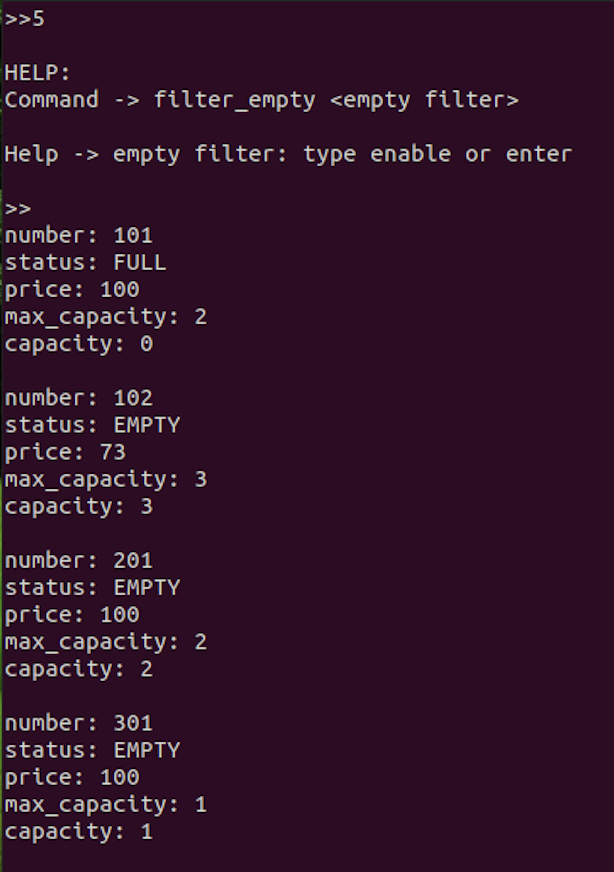 >>5
HELP:
Command -> filter_empty <empty filter>
Help -> empty filter: type enable or enter
>>
number: 101
status: FULL
price: 100
max_capacity: 2
capacity: 0
number: 102
status: EMPTY
price: 73
max_capacity: 3
capacity: 3
number: 201
status: EMPTY
price: 100
max_capacity: 2
capacity: 2
number: 301
status: EMPTY
price: 100
max_capacity: 1
capacity: 1